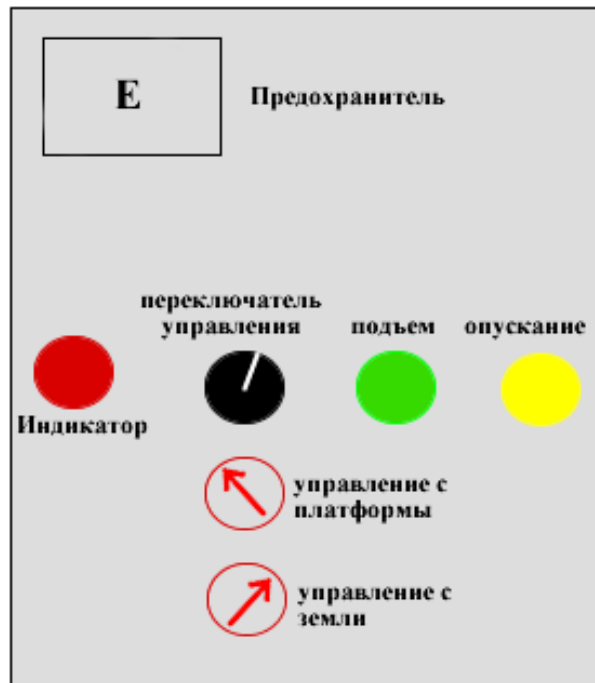 E
Предохранитель
переключатель
управления
подъем
опускание
Индикатор
управление с
платформы
управление с
земли